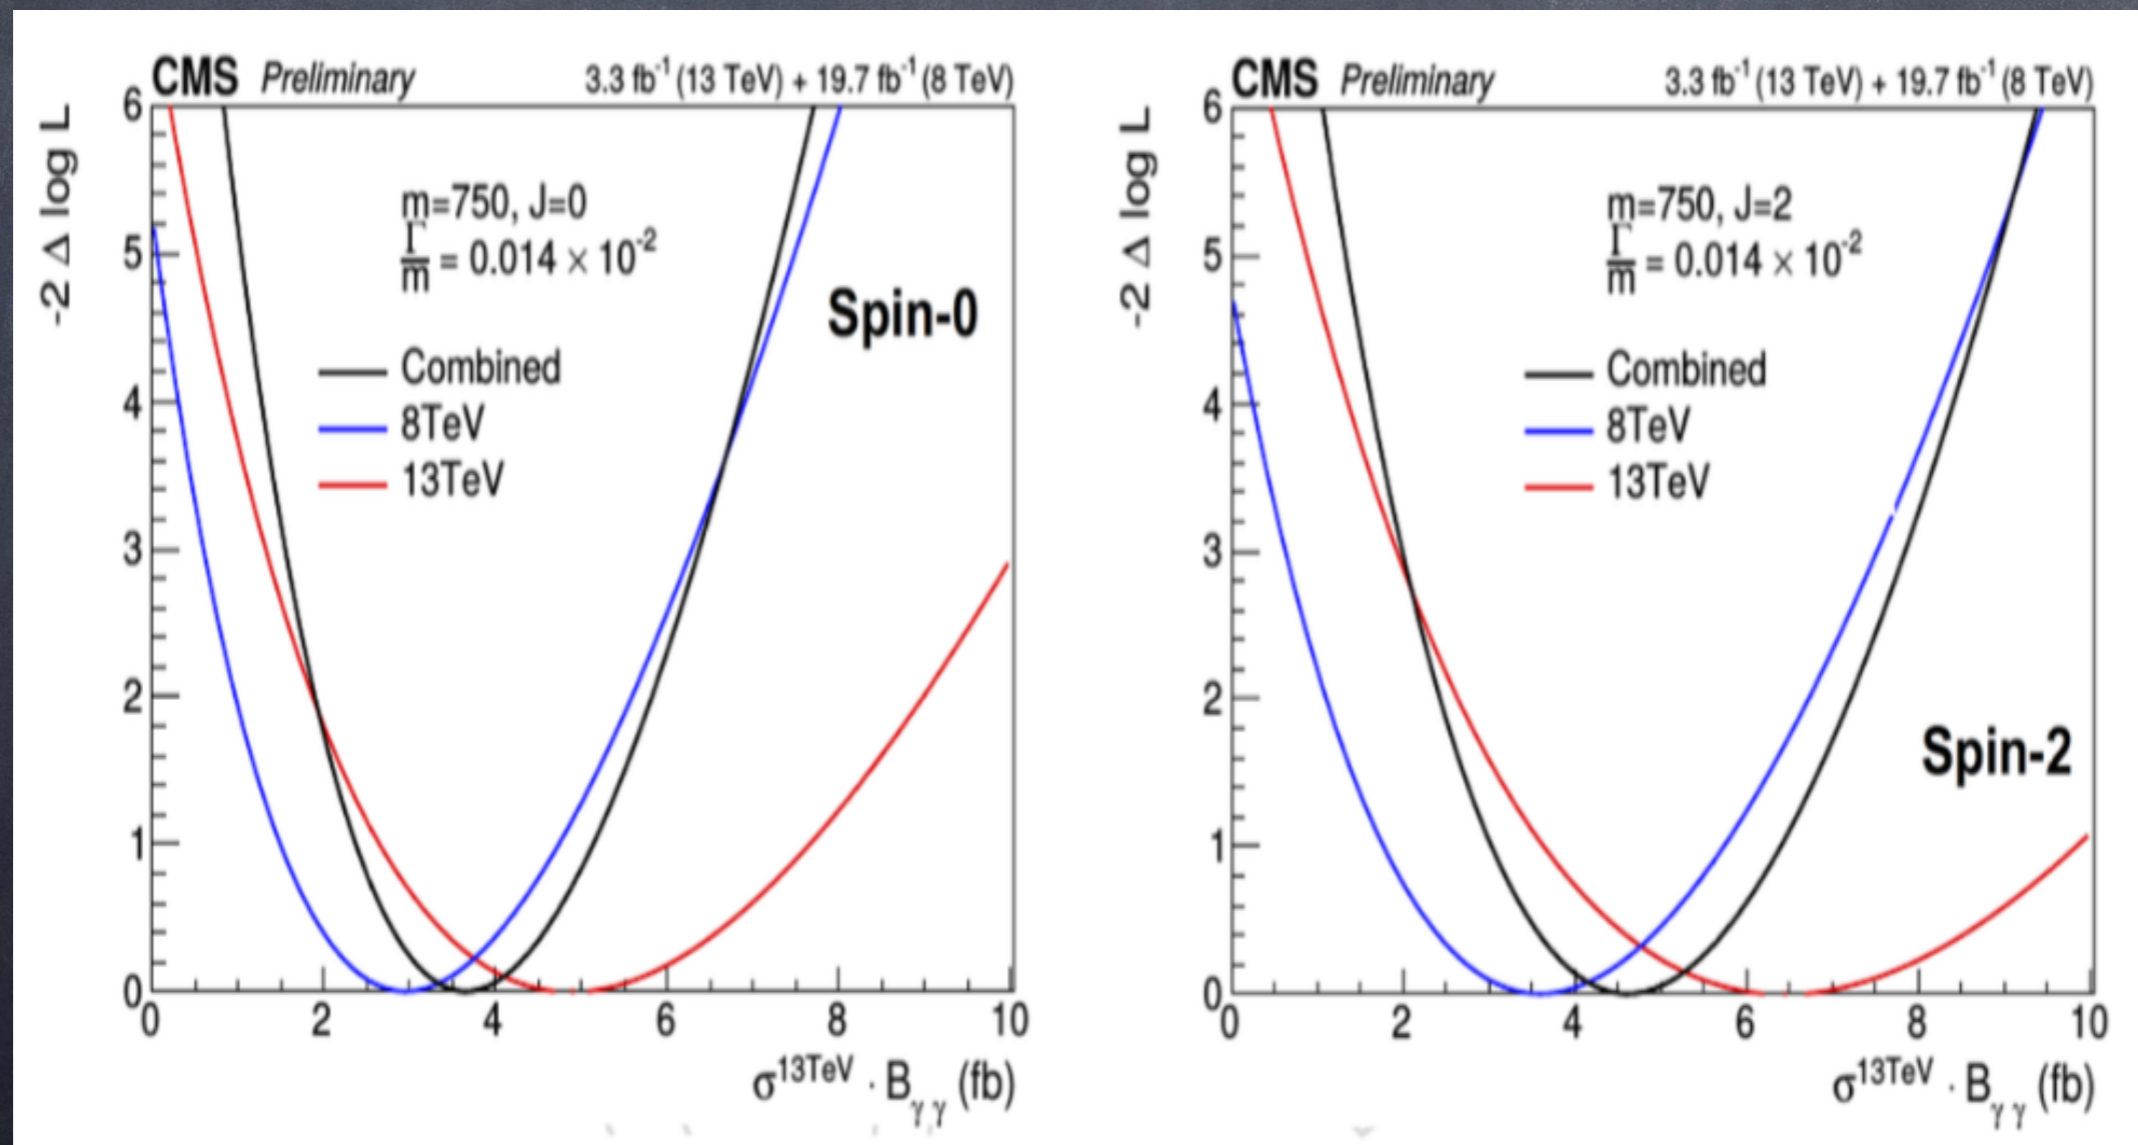 CMS Preliminary 3.3 fb⁻¹ (13 TeV) + 19.7 fb⁻¹ (8 TeV)
-2 Δ log L
6
5
4
3
2
1
0
m=750, J=0
Γ/m = 0.014 × 10⁻²
Spin-0
Combined
8TeV
13TeV
0 2 4 6 8 10
σ¹³ᵀᵉⱽ · Bγγ (fb)
CMS Preliminary 3.3 fb⁻¹ (13 TeV) + 19.7 fb⁻¹ (8 TeV)
-2 Δ log L
6
5
4
3
2
1
0
m=750, J=2
Γ/m = 0.014 × 10⁻²
Combined
8TeV
13TeV
Spin-2
0 2 4 6 8 10
σ¹³ᵀᵉⱽ · Bγγ (fb)